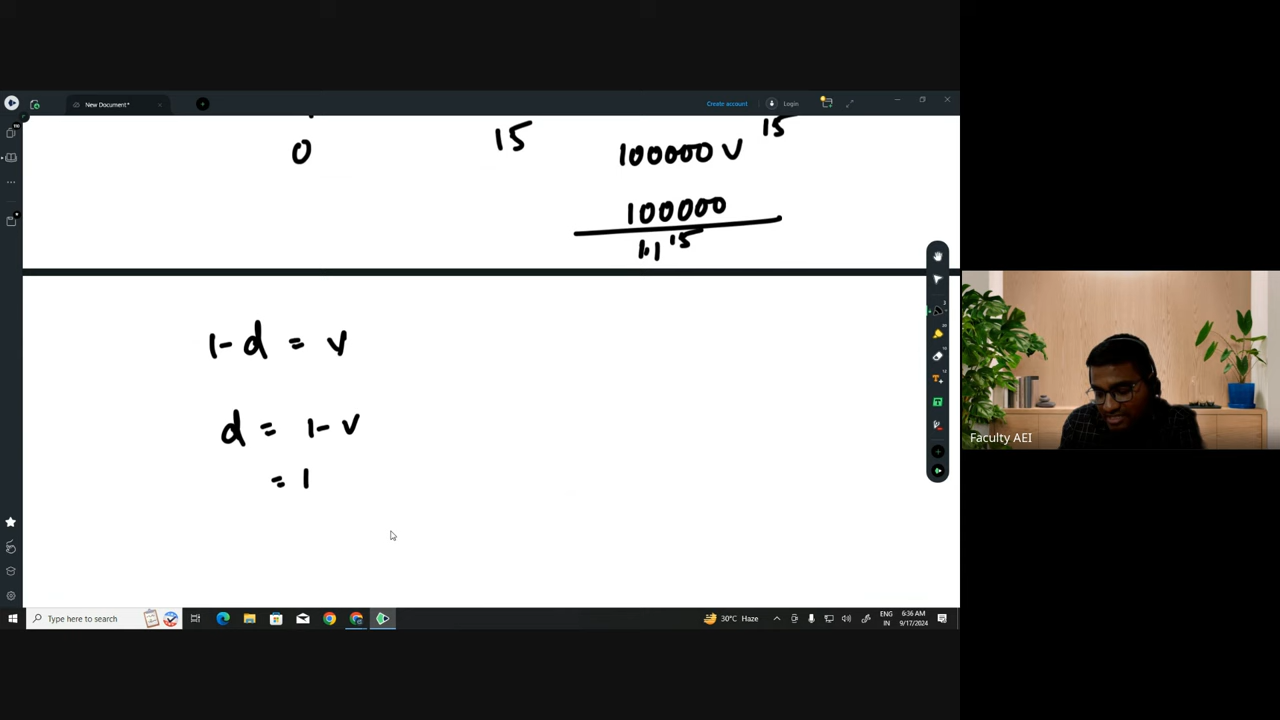 New Document*
Create account
Login
0
15
100000 v^15
100000
1.1^15
1 - d = v
d = 1 - v
= 1
Faculty AEI
Type here to search
30°C Haze
ENG
IN
6:36 AM
9/17/2024